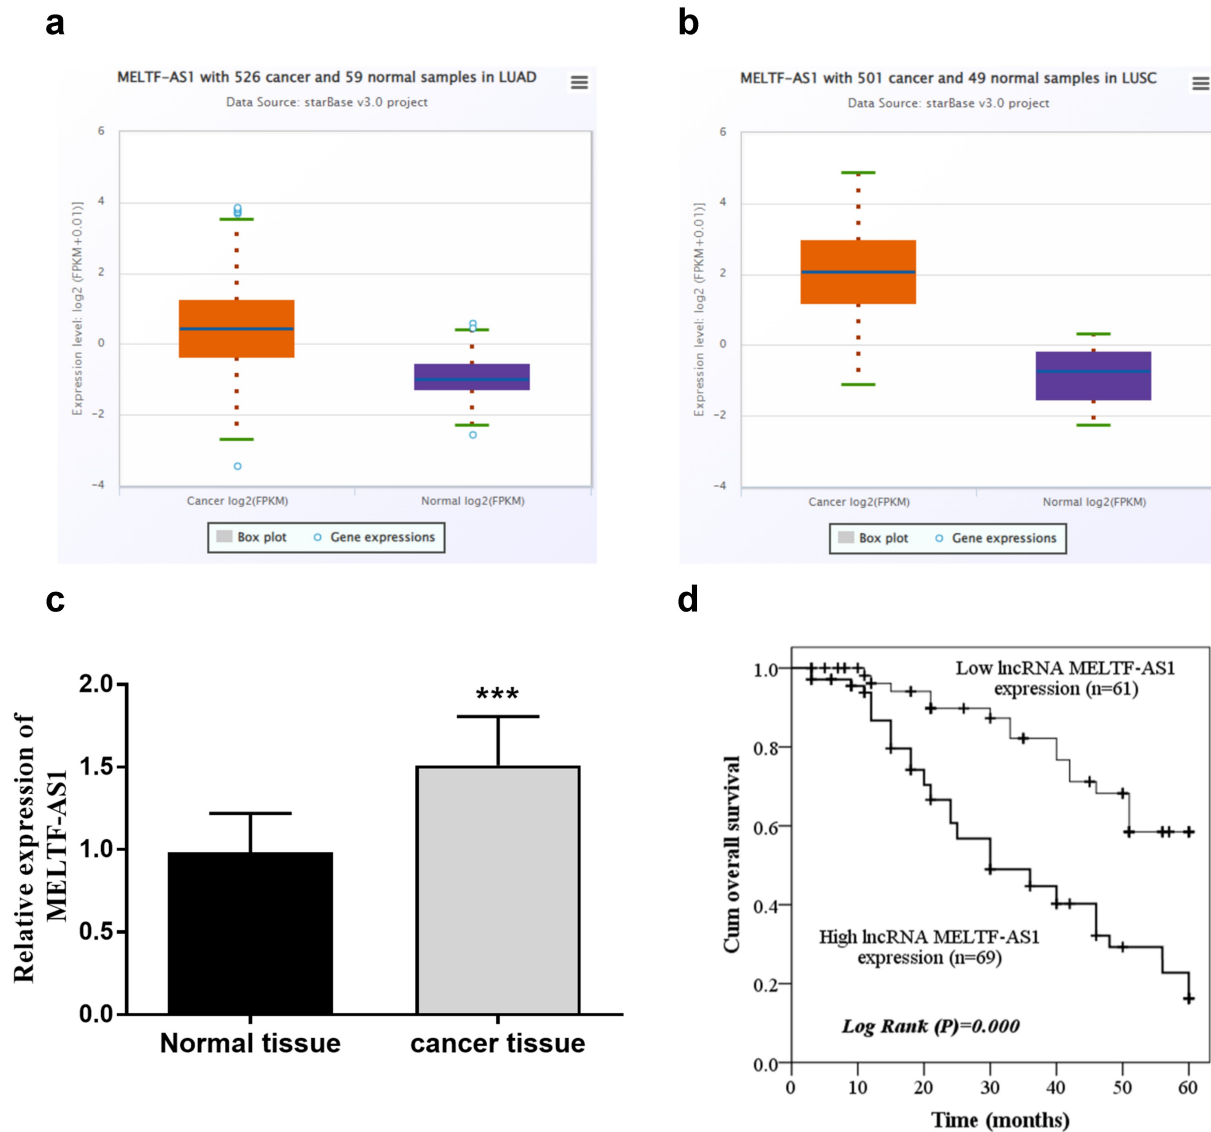 a
MELTF-AS1 with 526 cancer and 59 normal samples in LUAD
Data Source: starBase v3.0 project
Expression level: log2 (FPKM+0.01)]
6
4
2
0
-2
-4
Cancer log2(FPKM)
Normal log2(FPKM)
Box plot
Gene expressions
b
MELTF-AS1 with 501 cancer and 49 normal samples in LUSC
Data Source: starBase v3.0 project
Expression level: log2 (FPKM+0.01)]
6
4
2
0
-2
-4
Cancer log2(FPKM)
Normal log2(FPKM)
Box plot
Gene expressions
c
Relative expression of
MELTF-AS1
2.0
1.5
1.0
0.5
0.0
***
Normal tissue
cancer tissue
d
Cum overall survival
1.0
0.8
0.6
0.4
0.2
0.0
Low lncRNA MELTF-AS1
expression (n=61)
High lncRNA MELTF-AS1
expression (n=69)
Log Rank (P)=0.000
0
10
20
30
40
50
60
Time (months)